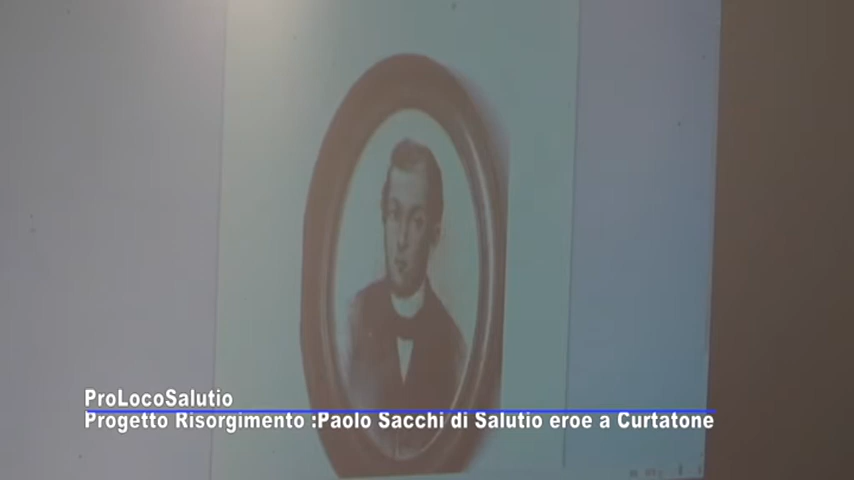 ProLocoSalutio
Progetto Risorgimento :Paolo Sacchi di Salutio eroe a Curtatone